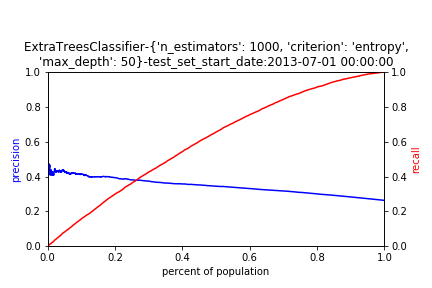 ExtraTreesClassifier-{'n_estimators': 1000, 'criterion': 'entropy',
'max_depth': 50}-test_set_start_date:2013-07-01 00:00:00
1.0
0.8
0.6
0.4
0.2
0.0
precision
1.0
0.8
0.6
0.4
0.2
0.0
recall
0.0 0.2 0.4 0.6 0.8 1.0
percent of population